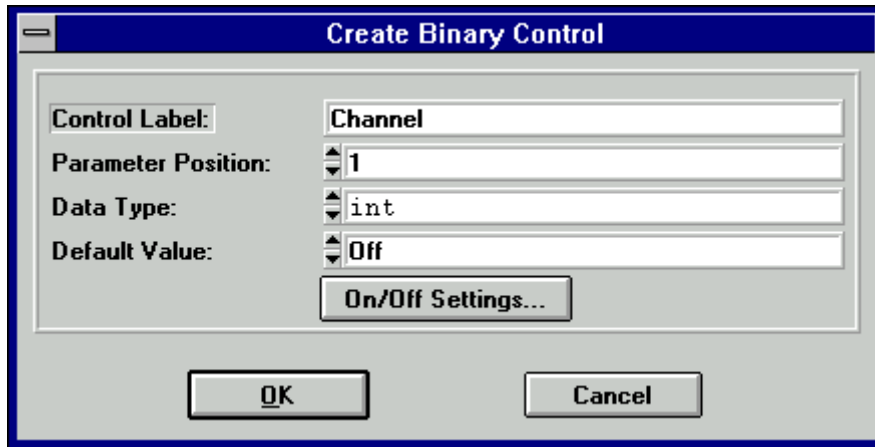 Create Binary Control
Control Label: Channel
Parameter Position: 1
Data Type: int
Default Value: Off
On/Off Settings...
OK Cancel